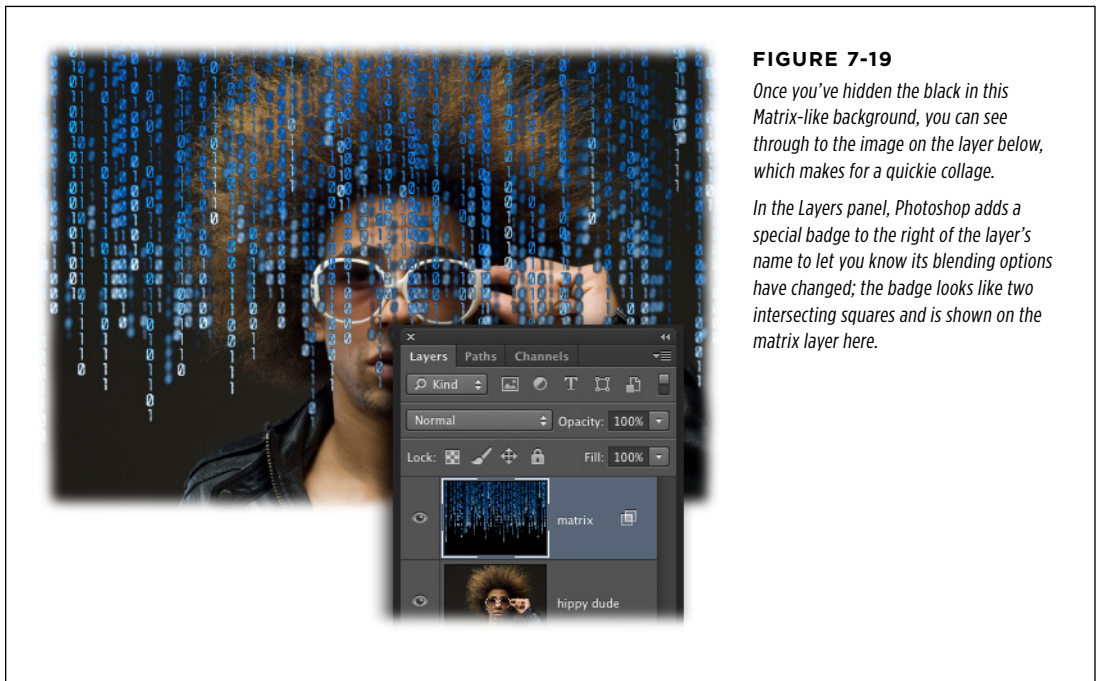 FIGURE 7-19
Once you’ve hidden the black in this
Matrix-like background, you can see
through to the image on the layer below,
which makes for a quickie collage.
In the Layers panel, Photoshop adds a
special badge to the right of the layer’s
name to let you know its blending options
have changed; the badge looks like two
intersecting squares and is shown on the
matrix layer here.
Layers Paths Channels
Kind
Normal Opacity: 100%
Lock: Fill: 100%
matrix
hippy dude